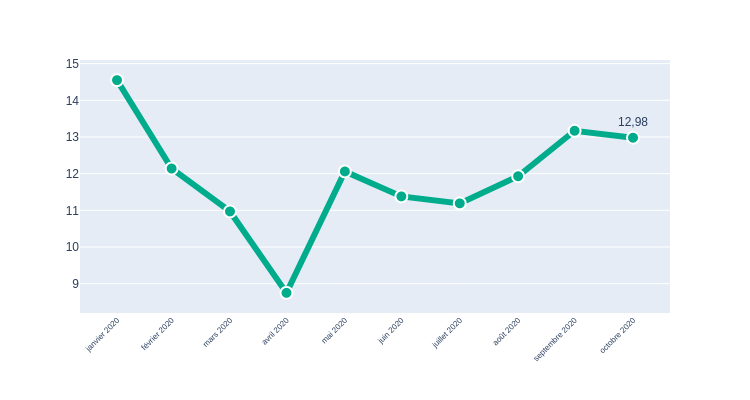 15
14
13
12
11
10
9
12,98
janvier 2020
février 2020
mars 2020
avril 2020
mai 2020
juin 2020
juillet 2020
août 2020
septembre 2020
octobre 2020